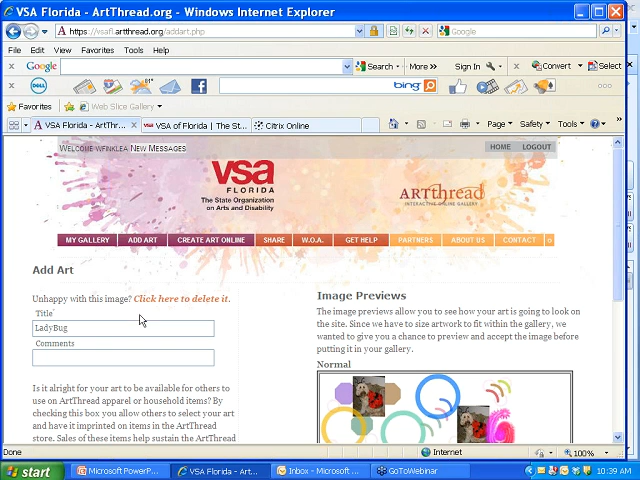 VSA Florida - ArtThread.org - Windows Internet Explorer
https://vsafl.artthread.org/addart.php
Google
File Edit View Favorites Tools Help
Google Search More Sign In Convert Select
DELL 81° bing
Favorites Web Slice Gallery
VSA Florida - ArtThr... VSA of Florida | The St... Citrix Online Page Safety Tools
WELCOME WFINKLEA NEW MESSAGES HOME LOGOUT
vsa
FLORIDA
The State Organization
on Arts and Disability
ARTthread
INTERACTIVE ONLINE GALLERY
MY GALLERY ADD ART CREATE ART ONLINE SHARE W.O.A. GET HELP PARTNERS ABOUT US CONTACT
Add Art
Unhappy with this image? Click here to delete it.
Title*
LadyBug
Comments
Is it alright for your art to be available for others to
use on ArtThread apparel or household items? By
checking this box you allow others to select your art
and have it imprinted on items in the ArtThread
store. Sales of these items help sustain the ArtThread
Image Previews
The image previews allow you to see how your art is going to look on
the site. Since we have to size artwork to fit within the gallery, we
wanted to give you a chance to preview and accept the image before
putting it in your gallery.
Normal
Done Internet 100%
start Microsoft PowerP... VSA Florida - Art... Inbox - Microsoft ... GoToWebinar 10:39 AM